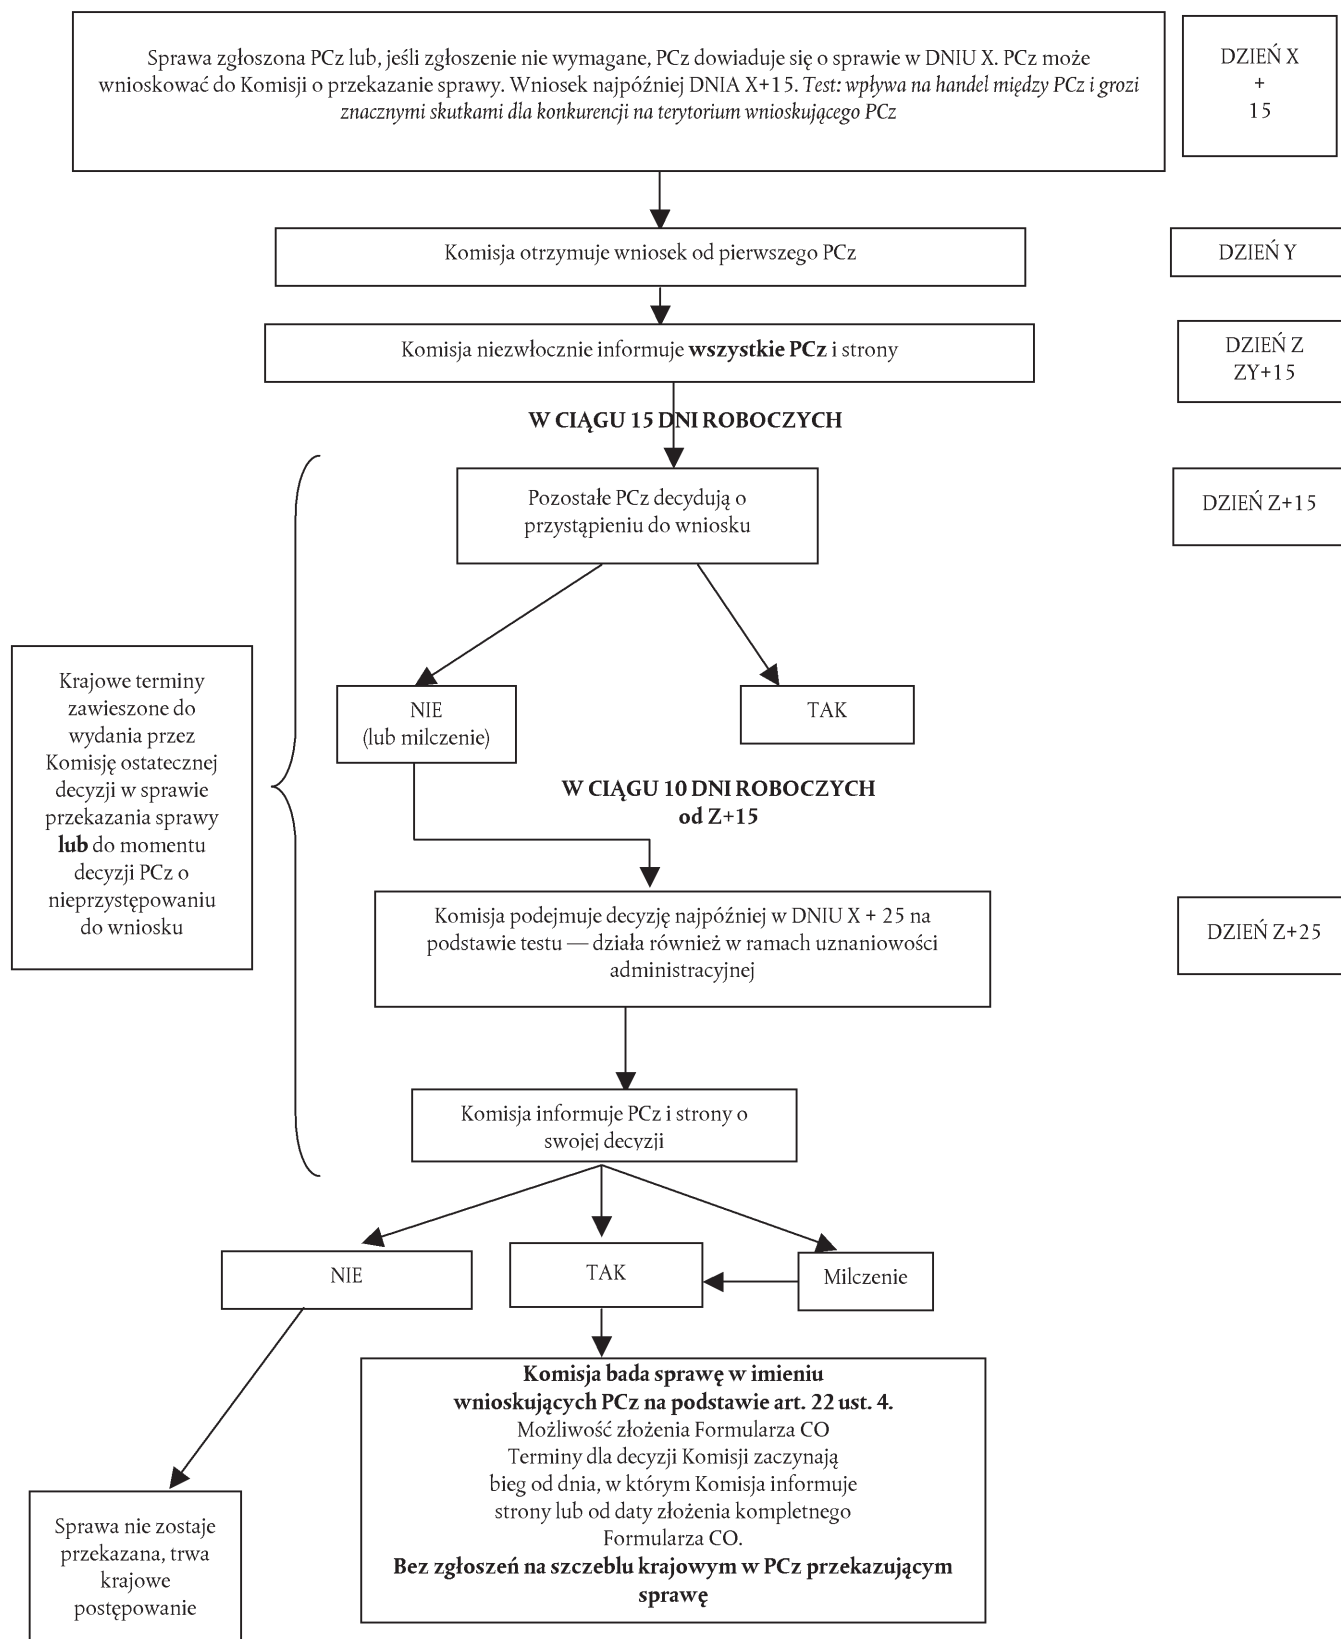 Sprawa zgłoszona PCz lub, jeśli zgłoszenie nie wymagane, PCz dowiaduje się o sprawie w DNIU X. PCz może
wnioskować do Komisji o przekazanie sprawy. Wniosek najpóźniej DNIA X+15. Test: wpływa na handel między PCz i grozi
znacznymi skutkami dla konkurencji na terytorium wnioskującego PCz
DZIEŃ X
+
15
Komisja otrzymuje wniosek od pierwszego PCz
DZIEŃ Y
Komisja niezwłocznie informuje wszystkie PCz i strony
DZIEŃ Z
ZY+15
W CIĄGU 15 DNI ROBOCZYCH
Pozostałe PCz decydują o
przystąpieniu do wniosku
DZIEŃ Z+15
Krajowe terminy
zawieszone do
wydania przez
Komisję ostatecznej
decyzji w sprawie
przekazania sprawy
lub do momentu
decyzji PCz o
nieprzystępowaniu
do wniosku
NIE
(lub milczenie)
TAK
W CIĄGU 10 DNI ROBOCZYCH
od Z+15
Komisja podejmuje decyzję najpóźniej w DNIU X + 25 na
podstawie testu — działa również w ramach uznaniowości
administracyjnej
DZIEŃ Z+25
Komisja informuje PCz i strony o
swojej decyzji
NIE
TAK
Milczenie
Komisja bada sprawę w imieniu
wnioskujących PCz na podstawie art. 22 ust. 4.
Możliwość złożenia Formularza CO
Terminy dla decyzji Komisji zaczynają
bieg od dnia, w którym Komisja informuje
strony lub od daty złożenia kompletnego
Formularza CO.
Bez zgłoszeń na szczeblu krajowym w PCz przekazującym
sprawę
Sprawa nie zostaje
przekazana, trwa
krajowe
postępowanie